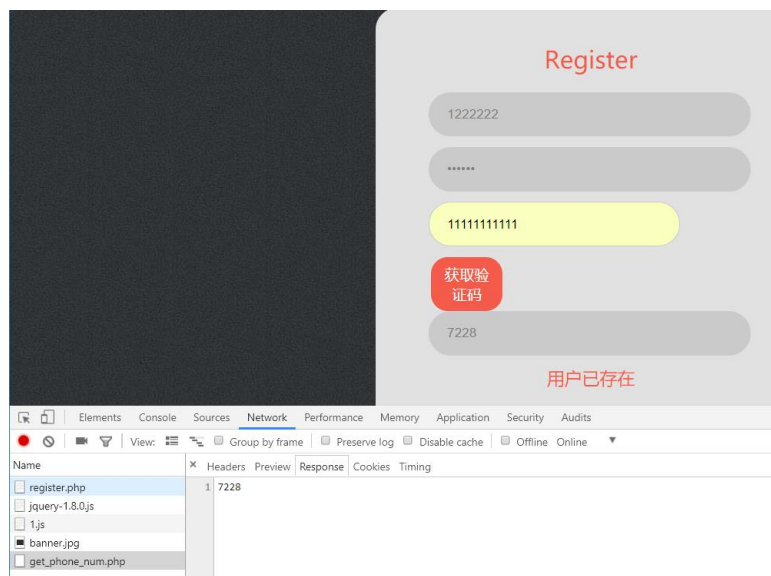 Register
1222222
••••••
11111111111
获取验
证码
7228
用户已存在
Elements Console Sources Network Performance Memory Application Security Audits
View: Group by frame Preserve log Disable cache Offline Online
Name
× Headers Preview Response Cookies Timing
register.php
1 7228
jquery-1.8.0.js
1.js
banner.jpg
get_phone_num.php